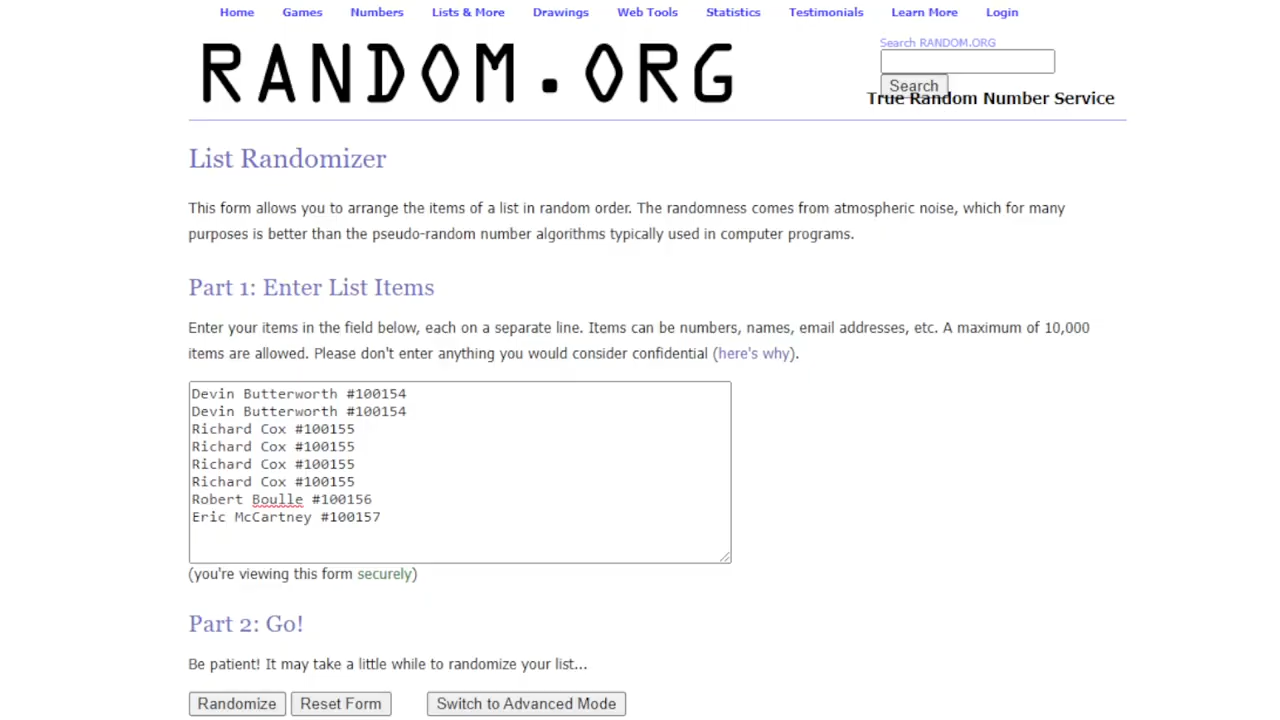 Home Games Numbers Lists & More Drawings Web Tools Statistics Testimonials Learn More Login
RANDOM.ORG
Search RANDOM.ORG
Search
True Random Number Service
List Randomizer
This form allows you to arrange the items of a list in random order. The randomness comes from atmospheric noise, which for many
purposes is better than the pseudo-random number algorithms typically used in computer programs.
Part 1: Enter List Items
Enter your items in the field below, each on a separate line. Items can be numbers, names, email addresses, etc. A maximum of 10,000
items are allowed. Please don't enter anything you would consider confidential (here's why).
Devin Butterworth #100154
Devin Butterworth #100154
Richard Cox #100155
Richard Cox #100155
Richard Cox #100155
Richard Cox #100155
Robert Boulle #100156
Eric McCartney #100157
(you're viewing this form securely)
Part 2: Go!
Be patient! It may take a little while to randomize your list...
Randomize Reset Form Switch to Advanced Mode